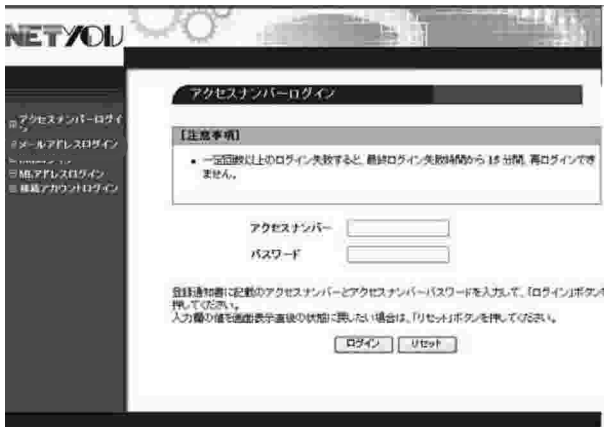 NETYOU
アクセスナンバーログイン
アクセスナンバーログイ
ン
メールアドレスログイン
MLアドレスログイン
接続アカウントログイン
【注意事項】
• 一定回数以上のログイン失敗すると、最終ログイン失敗時間から 15 分間、再ログインでき
ません。
アクセスナンバー
パスワード
登録通知書に記載のアクセスナンバーとアクセスナンバーパスワードを入力して、「ログイン」ボタンを
押してください。
入力欄の値を画面表示直後の状態に戻したい場合は、「リセット」ボタンを押してください。
ログイン リセット